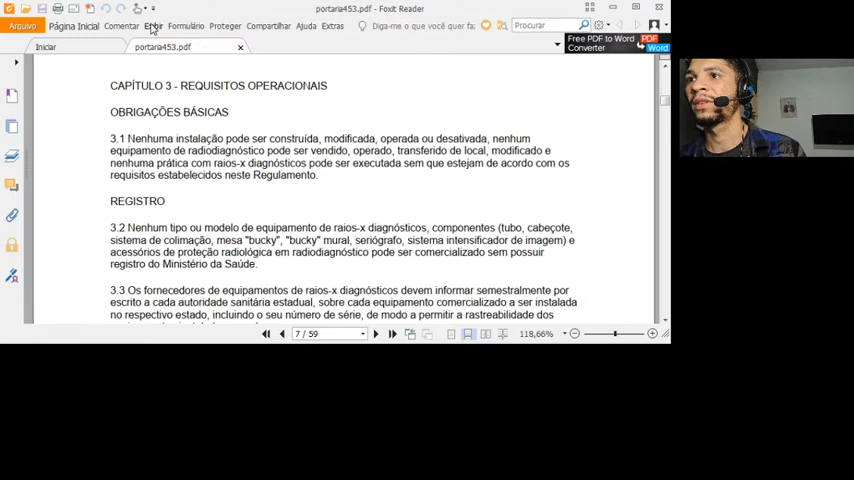 portaria453.pdf - Foxit Reader
Arquivo Página Inicial Comentar Exibir Formulário Proteger Compartilhar Ajuda Extras Diga-me o que você quer fa: Procurar
Iniciar portaria453.pdf
Free PDF to Word
Converter
PDF
Word
CAPÍTULO 3 - REQUISITOS OPERACIONAIS
OBRIGAÇÕES BÁSICAS
3.1 Nenhuma instalação pode ser construída, modificada, operada ou desativada, nenhum
equipamento de radiodiagnóstico pode ser vendido, operado, transferido de local, modificado e
nenhuma prática com raios-x diagnósticos pode ser executada sem que estejam de acordo com os
requisitos estabelecidos neste Regulamento.
REGISTRO
3.2 Nenhum tipo ou modelo de equipamento de raios-x diagnósticos, componentes (tubo, cabeçote,
sistema de colimação, mesa "bucky", "bucky" mural, seriógrafo, sistema intensificador de imagem) e
acessórios de proteção radiológica em radiodiagnóstico pode ser comercializado sem possuir
registro do Ministério da Saúde.
3.3 Os fornecedores de equipamentos de raios-x diagnósticos devem informar semestralmente por
escrito a cada autoridade sanitária estadual, sobre cada equipamento comercializado a ser instalada
no respectivo estado, incluindo o seu número de série, de modo a permitir a rastreabilidade dos
7 / 59 118,66%